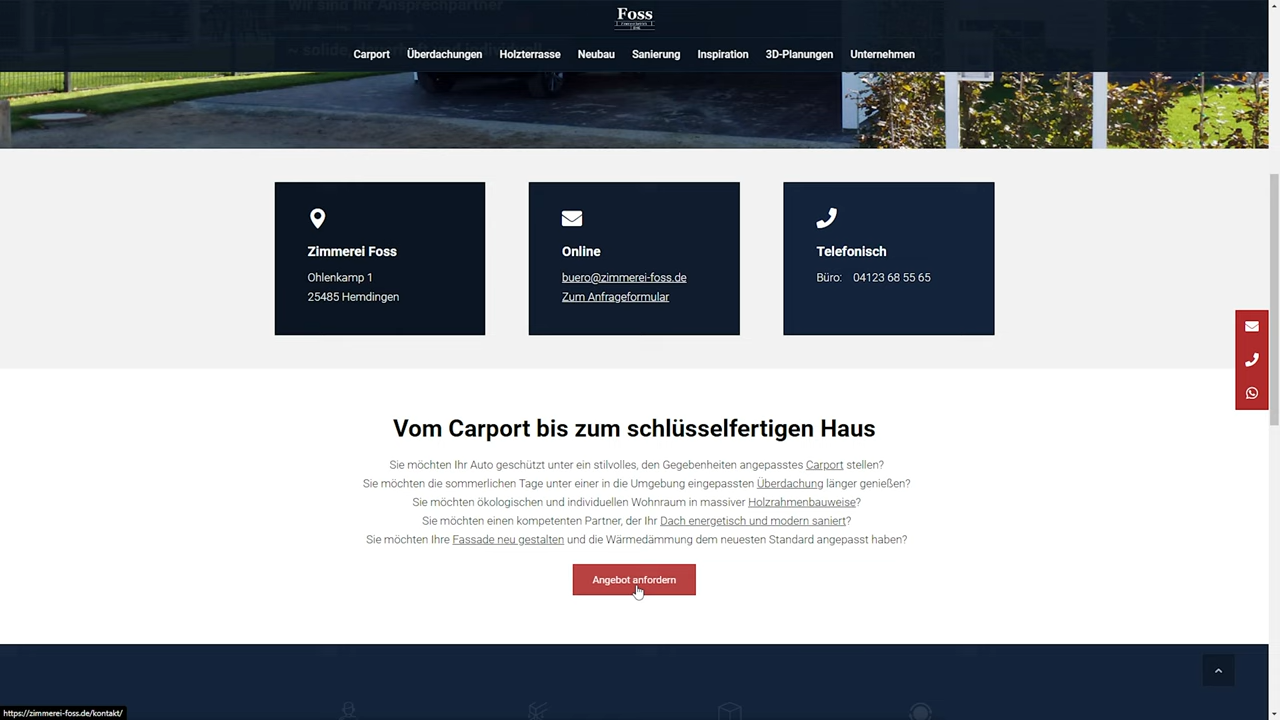 Wir sind Ihr Ansprechpartner
Foss
Carport Überdachungen Holzterrasse Neubau Sanierung Inspiration 3D-Planungen Unternehmen
Zimmerei Foss
Ohlenkamp 1
25485 Hemdingen
Online
buero@zimmerei-foss.de
Zum Anfrageformular
Telefonisch
Büro: 04123 68 55 65
Vom Carport bis zum schlüsselfertigen Haus
Sie möchten Ihr Auto geschützt unter ein stilvolles, den Gegebenheiten angepasstes Carport stellen?
Sie möchten die sommerlichen Tage unter einer in die Umgebung eingepassten Überdachung länger genießen?
Sie möchten ökologischen und individuellen Wohnraum in massiver Holzrahmenbauweise?
Sie möchten einen kompetenten Partner, der Ihr Dach energetisch und modern saniert?
Sie möchten Ihre Fassade neu gestalten und die Wärmedämmung dem neuesten Standard angepasst haben?
Angebot anfordern
https://zimmerei-foss.de/kontakt/